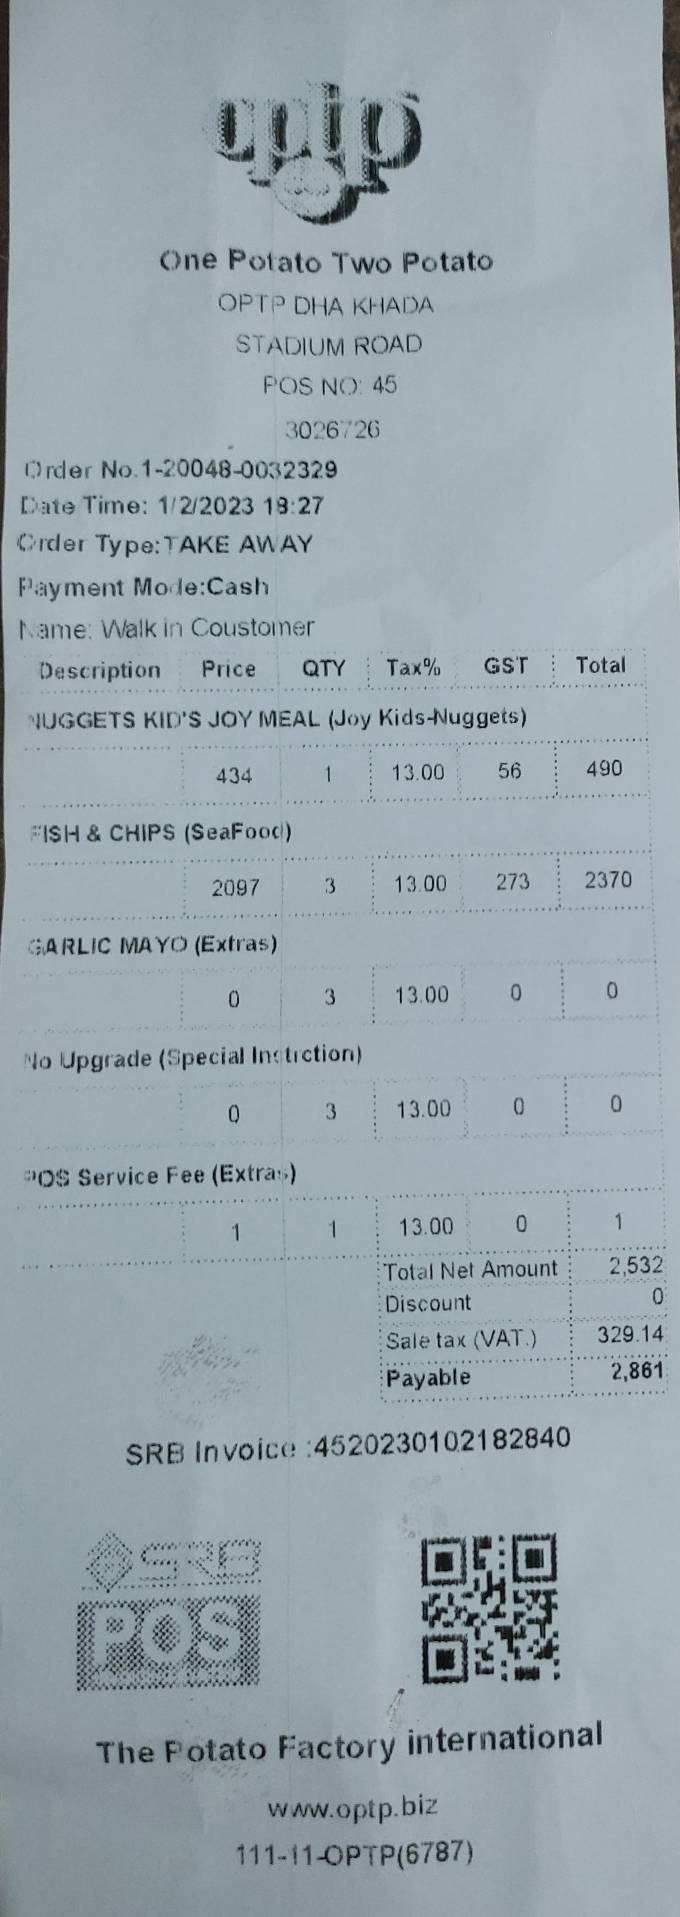 optp
One Potato Two Potato
OPTP DHA KHADA
STADIUM ROAD
POS NO: 45
3026726
Order No.1-20048-0032329
Date Time: 1/2/2023 18:27
Order Type:TAKE AWAY
Payment Mode:Cash
Name: Walk in Coustomer
Description Price QTY Tax% GST Total
NUGGETS KID'S JOY MEAL (Joy Kids-Nuggets)
434 1 13.00 56 490
FISH & CHIPS (SeaFood)
2097 3 13.00 273 2370
GARLIC MAYO (Extras)
0 3 13.00 0 0
No Upgrade (Special Instrction)
0 3 13.00 0 0
POS Service Fee (Extras)
1 1 13.00 0 1
Total Net Amount 2,532
Discount 0
Sale tax (VAT.) 329.14
Payable 2,861
SRB Invoice :4520230102182840
SRB
POS
The Potato Factory international
www.optp.biz
111-11-OPTP(6787)